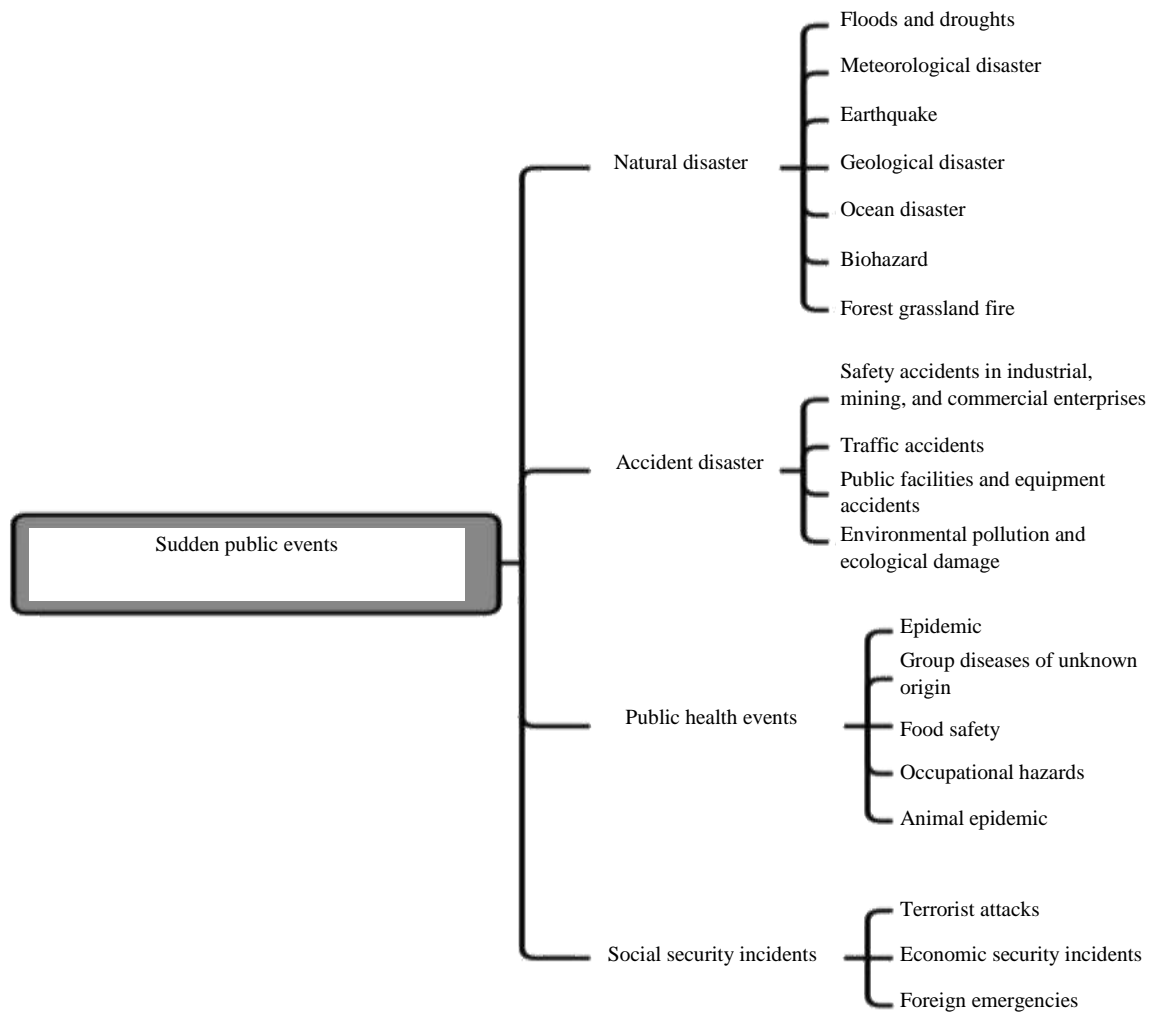 Sudden public events
Natural disaster
Floods and droughts
Meteorological disaster
Earthquake
Geological disaster
Ocean disaster
Biohazard
Forest grassland fire
Accident disaster
Safety accidents in industrial,
mining, and commercial enterprises
Traffic accidents
Public facilities and equipment
accidents
Environmental pollution and
ecological damage
Public health events
Epidemic
Group diseases of unknown
origin
Food safety
Occupational hazards
Animal epidemic
Social security incidents
Terrorist attacks
Economic security incidents
Foreign emergencies